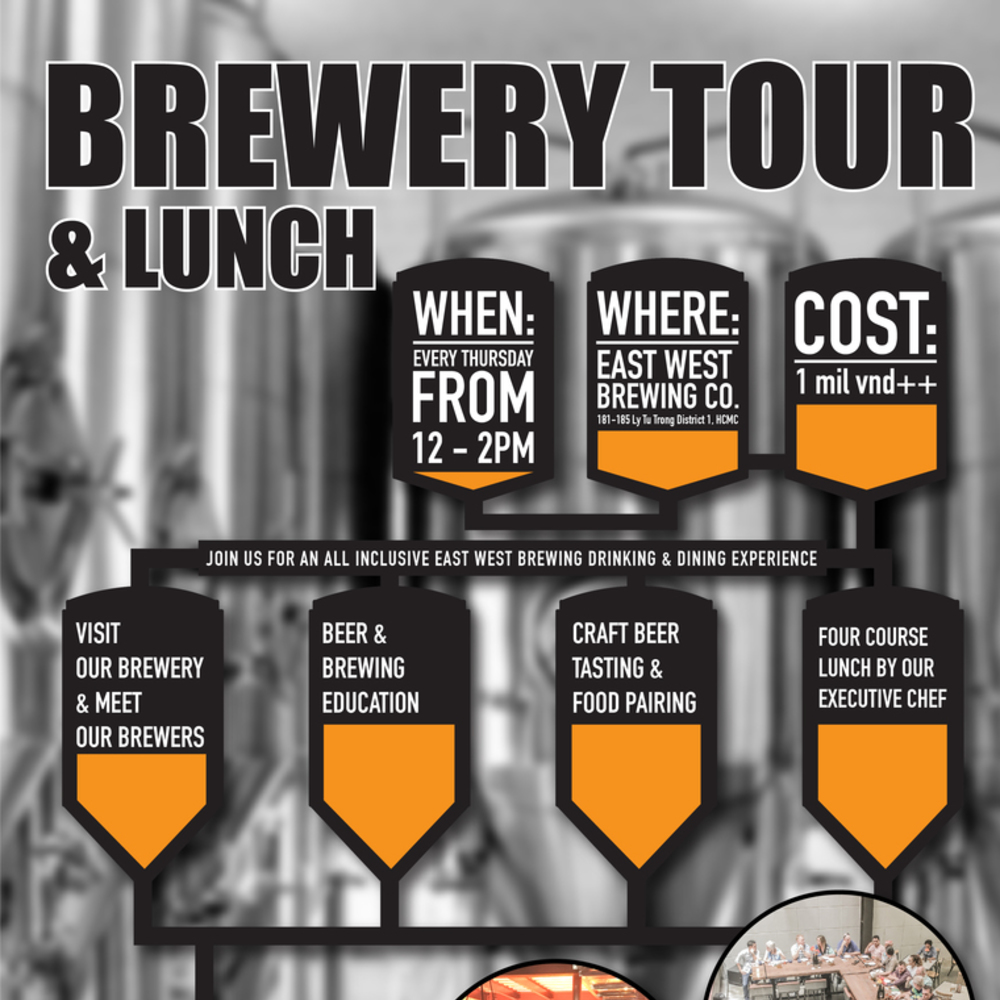 BREWERY TOUR
& LUNCH
WHEN:
EVERY THURSDAY
FROM
12 - 2PM
WHERE:
EAST WEST
BREWING CO.
181-185 Ly Tu Trong District 1, HCMC
COST:
1 mil vnd++
JOIN US FOR AN ALL INCLUSIVE EAST WEST BREWING DRINKING & DINING EXPERIENCE
VISIT
OUR BREWERY
& MEET
OUR BREWERS
BEER &
BREWING
EDUCATION
CRAFT BEER
TASTING &
FOOD PAIRING
FOUR COURSE
LUNCH BY OUR
EXECUTIVE CHEF